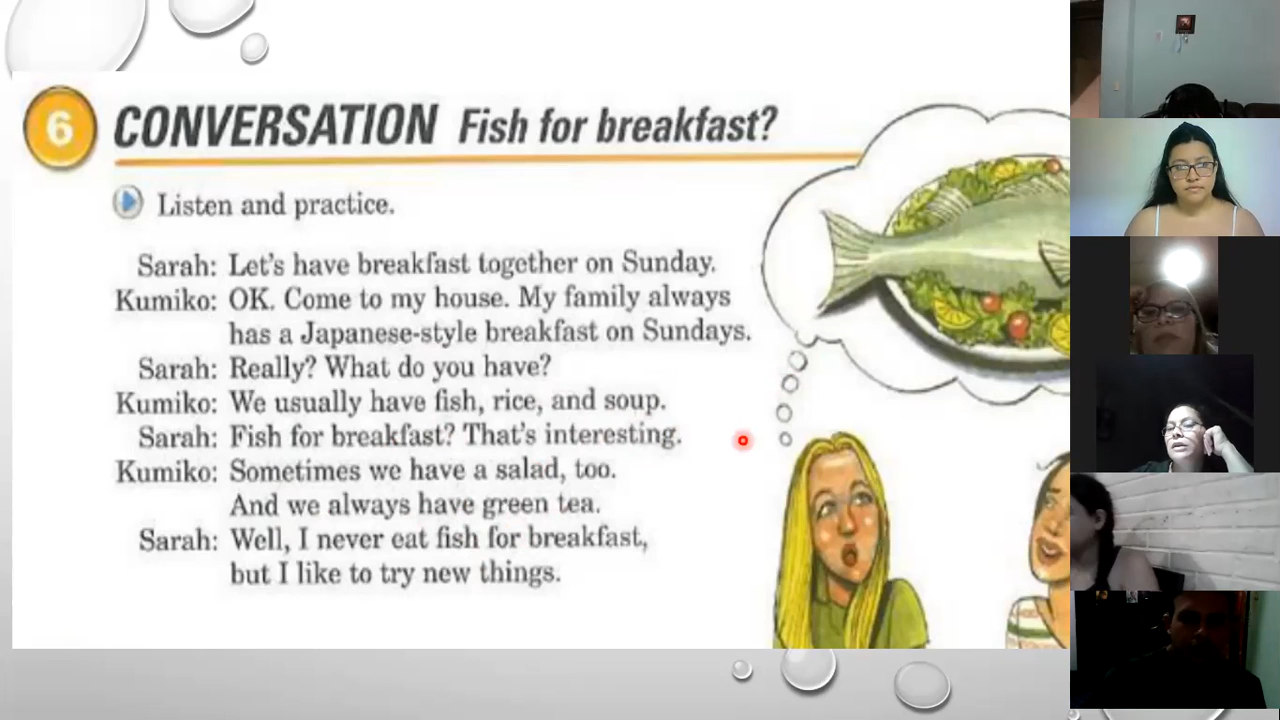 6 CONVERSATION Fish for breakfast?
Listen and practice.
Sarah: Let's have breakfast together on Sunday.
Kumiko: OK. Come to my house. My family always
has a Japanese-style breakfast on Sundays.
Sarah: Really? What do you have?
Kumiko: We usually have fish, rice, and soup.
Sarah: Fish for breakfast? That's interesting.
Kumiko: Sometimes we have a salad, too.
And we always have green tea.
Sarah: Well, I never eat fish for breakfast,
but I like to try new things.